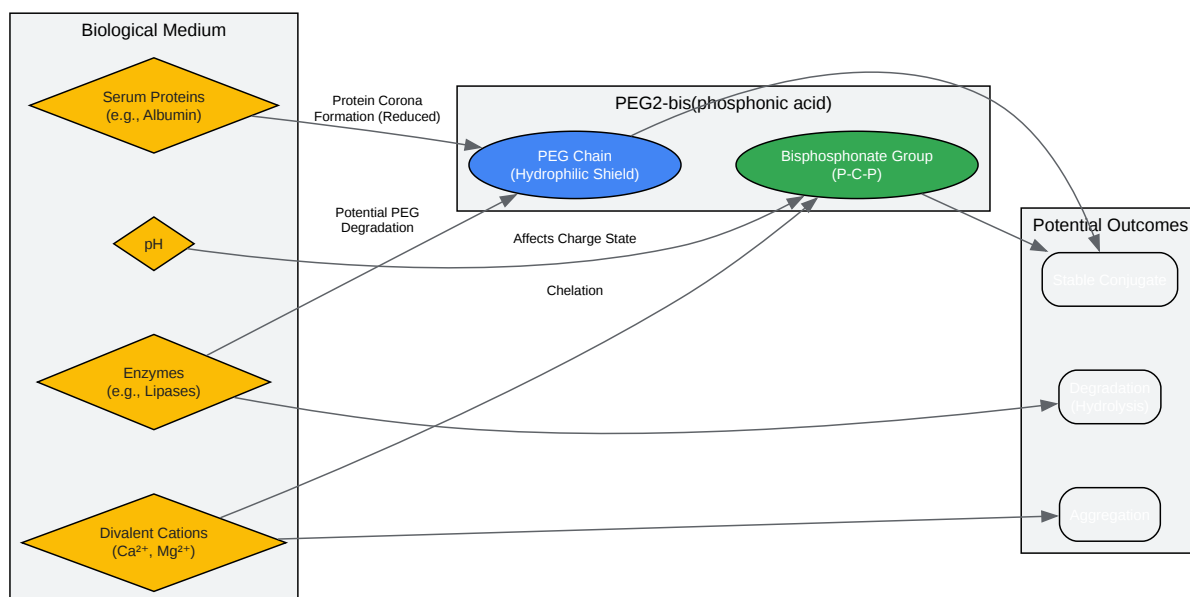 Biological Medium
Serum Proteins
(e.g., Albumin)
pH
Enzymes
(e.g., Lipases)
Divalent Cations
(Ca²⁺, Mg²⁺)
Protein Corona
Formation (Reduced)
Potential PEG
Degradation
Affects Charge State
Chelation
PEG2-bis(phosphonic acid)
PEG Chain
(Hydrophilic Shield)
Bisphosphonate Group
(P-C-P)
Potential Outcomes
Stable Conjugate
Degradation
(Hydrolysis)
Aggregation